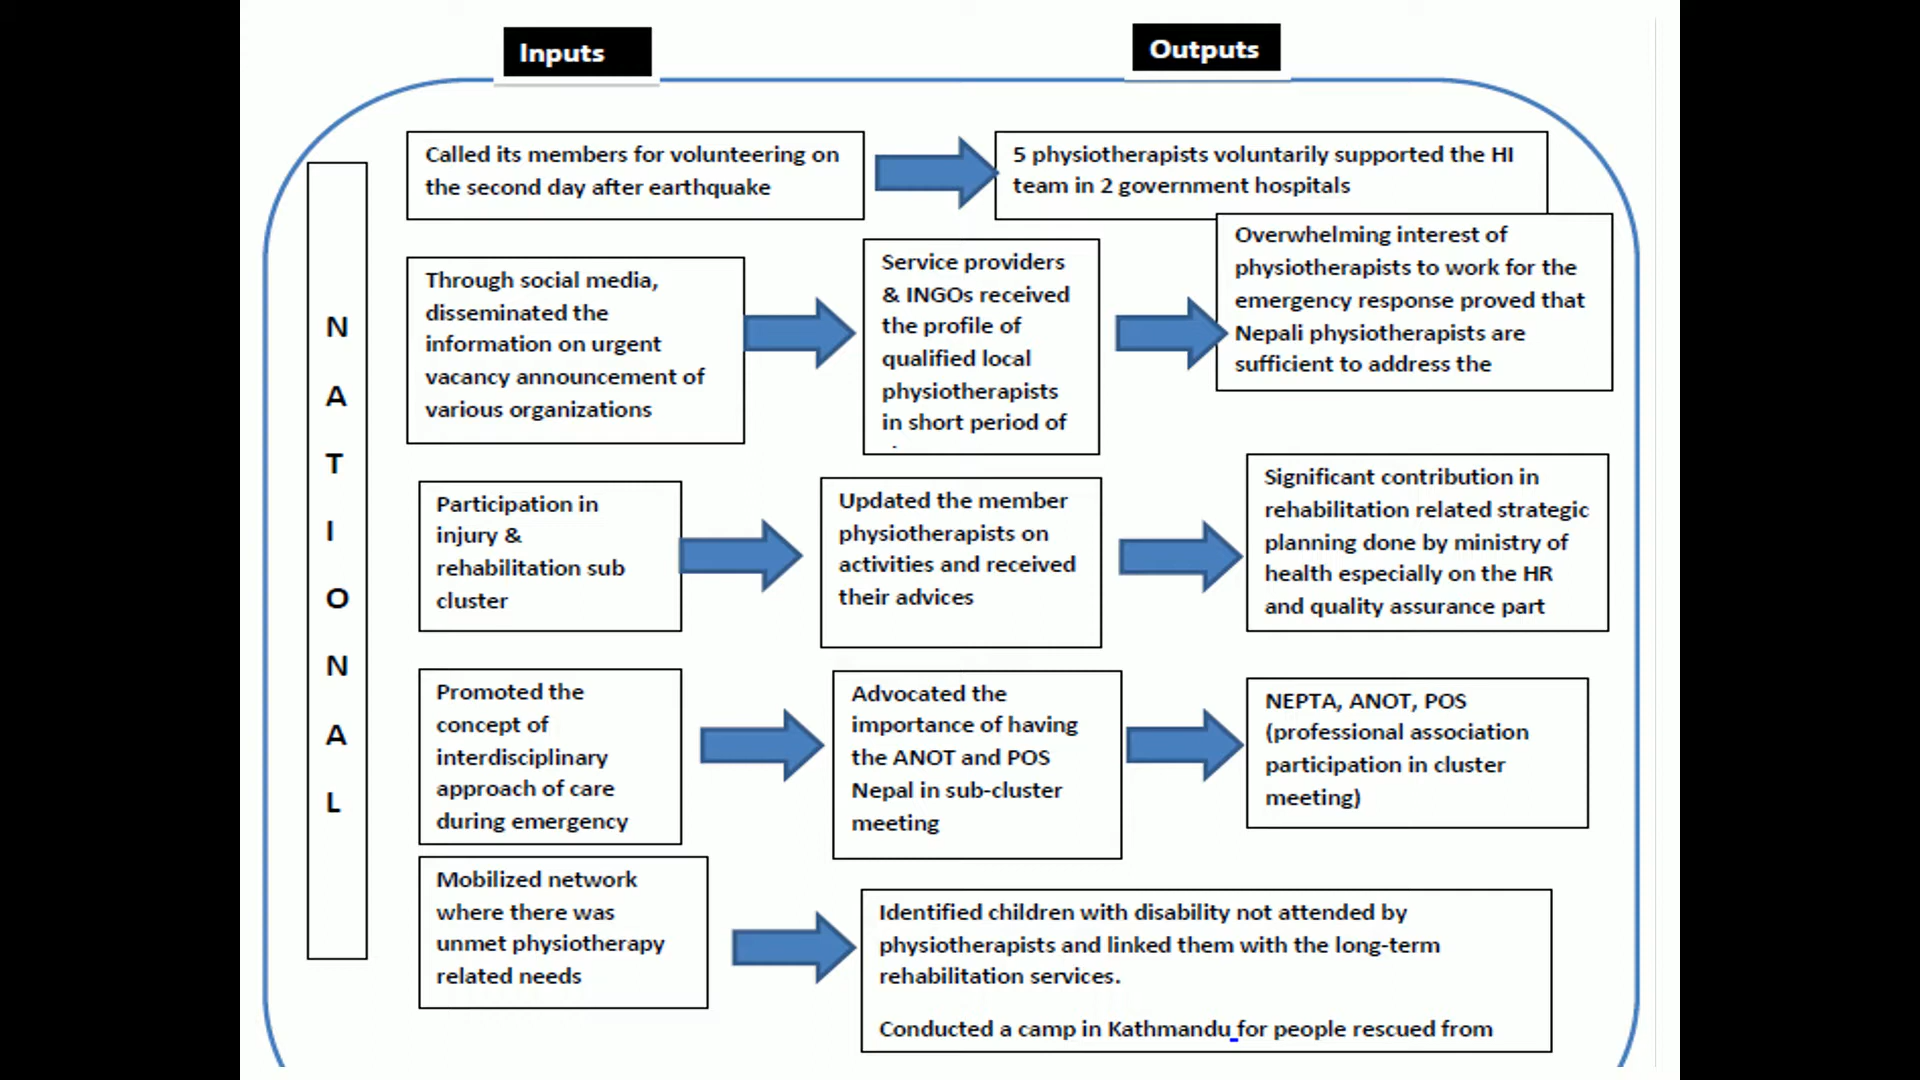 Inputs
Outputs
N
A
T
I
O
N
A
L
Called its members for volunteering on
the second day after earthquake
5 physiotherapists voluntarily supported the HI
team in 2 government hospitals
Through social media,
disseminated the
information on urgent
vacancy announcement of
various organizations
Service providers
& INGOs received
the profile of
qualified local
physiotherapists
in short period of
Overwhelming interest of
physiotherapists to work for the
emergency response proved that
Nepali physiotherapists are
sufficient to address the
Participation in
injury &
rehabilitation sub
cluster
Updated the member
physiotherapists on
activities and received
their advices
Significant contribution in
rehabilitation related strategic
planning done by ministry of
health especially on the HR
and quality assurance part
Promoted the
concept of
interdisciplinary
approach of care
during emergency
Advocated the
importance of having
the ANOT and POS
Nepal in sub-cluster
meeting
NEPTA, ANOT, POS
(professional association
participation in cluster
meeting)
Mobilized network
where there was
unmet physiotherapy
related needs
Identified children with disability not attended by
physiotherapists and linked them with the long-term
rehabilitation services.
Conducted a camp in Kathmandu for people rescued from